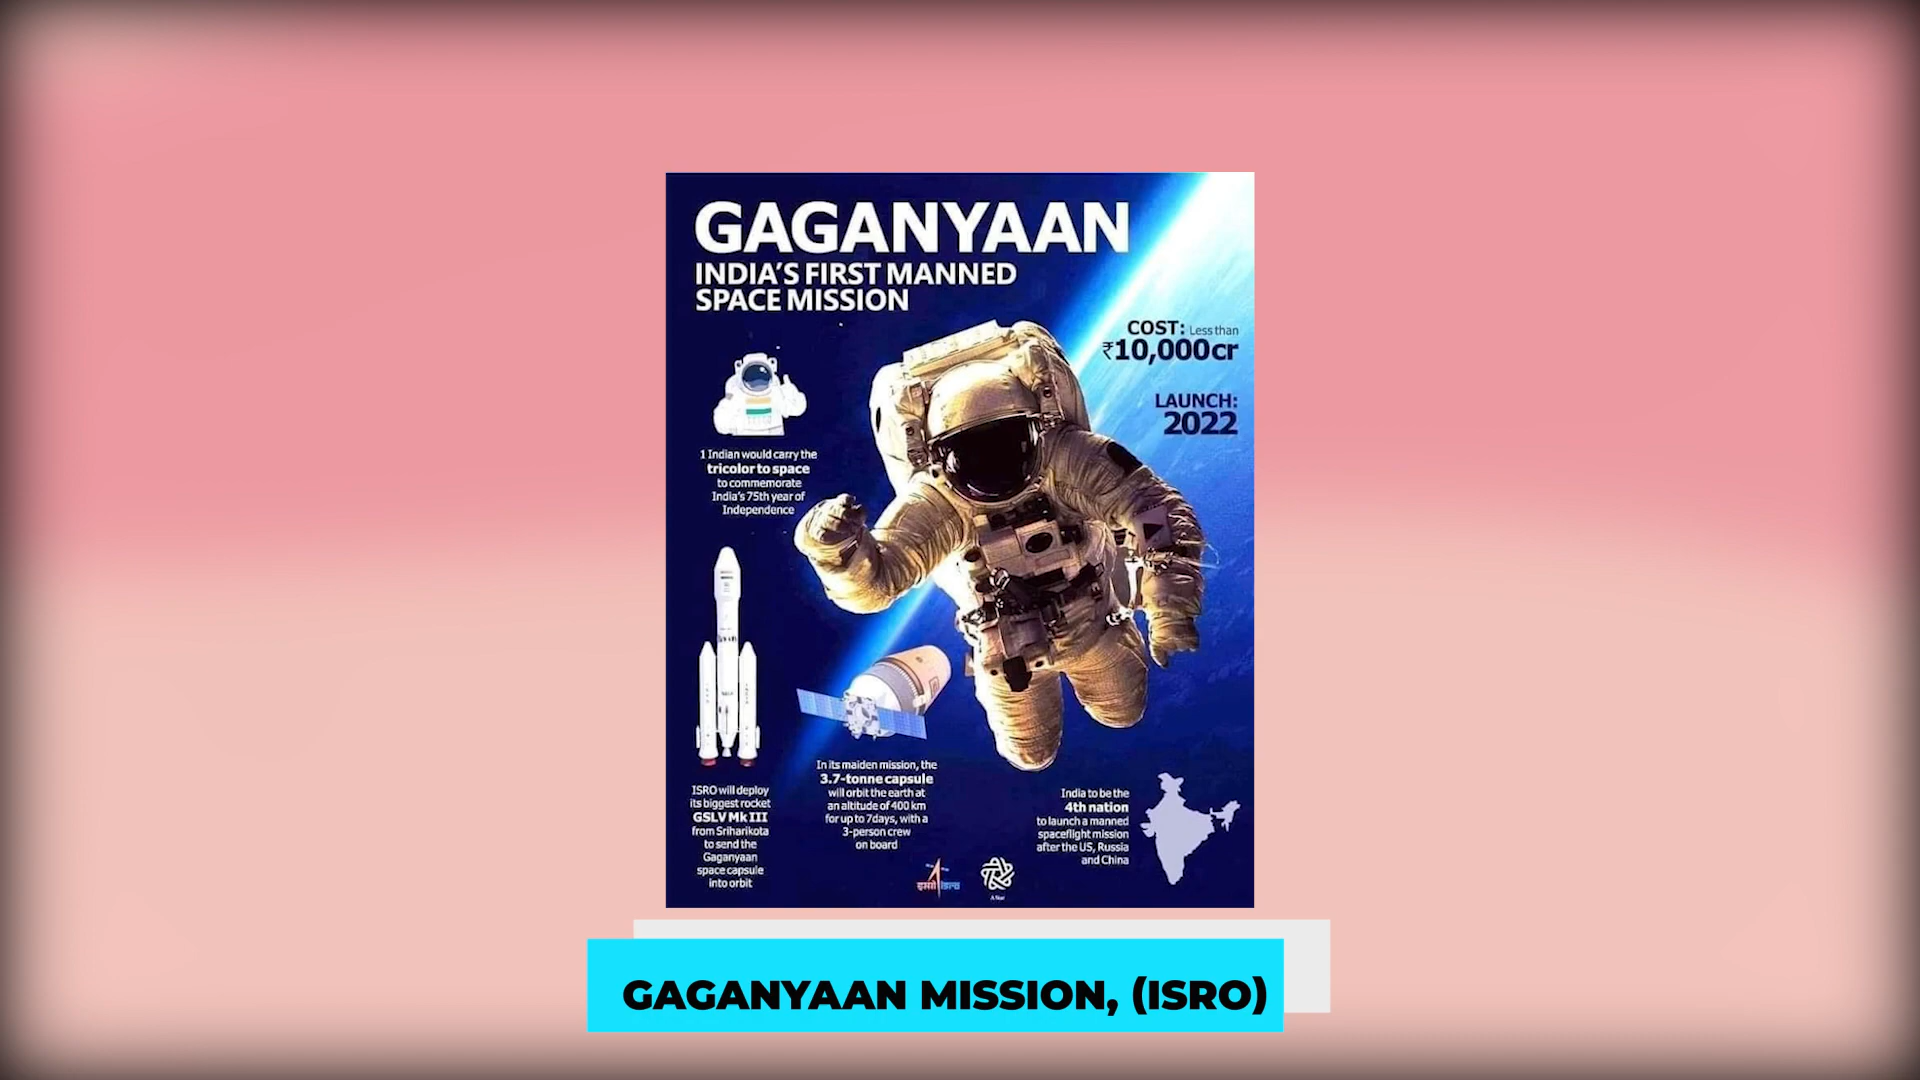 GAGANYAAN
INDIA'S FIRST MANNED
SPACE MISSION
COST: Less than
₹10,000cr
LAUNCH:
2022
1 Indian would carry the
tricolor to space
to commemorate
India's 75th year of
Independence
ISRO will deploy
its biggest rocket
GSLV Mk III
from Sriharikota
to send the
Gaganyaan
space capsule
into orbit
In its maiden mission, the
3.7-tonne capsule
will orbit the earth at
an altitude of 400 km
for up to 7days, with a
3-person crew
on board
India to be the
4th nation
to launch a manned
spaceflight mission
after the US, Russia
and China
इसरो isro
GAGANYAAN MISSION, (ISRO)